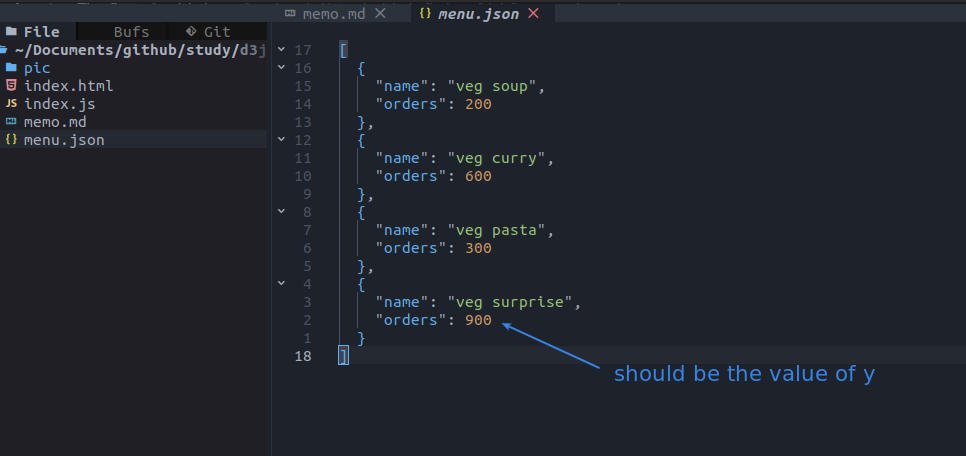 memo.md
menu.json
File Bufs Git
~/Documents/github/study/d3j
pic
index.html
JS index.js
memo.md
{} menu.json
17 [
16 {
15 "name": "veg soup",
14 "orders": 200
13 },
12 {
11 "name": "veg curry",
10 "orders": 600
9 },
8 {
7 "name": "veg pasta",
6 "orders": 300
5 },
4 {
3 "name": "veg surprise",
2 "orders": 900
1 }
18 ]
should be the value of y